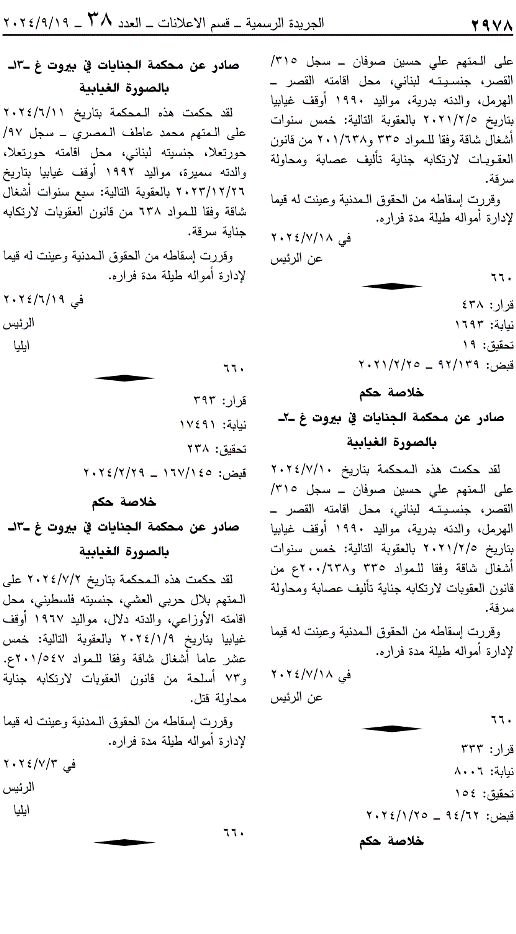 ٢٩٧٨
الجريدة الرسمية ــ قسم الاعلانات ــ العدد ٣٨ ــ ٢٠٢٤/٩/١٩
على المتهم علي حسين صوفان ــ سجل ٣١٥/
القصر، جنسيته لبناني، محل اقامته القصر ــ
الهرمل، والدته بدرية، مواليد ١٩٩٠ أوقف غيابيا
بتاريخ ٢٠٢١/٢/٥ بالعقوبة التالية: خمس سنوات
أشغال شاقة وفقا للمواد ٣٣٥ و٢٠١/٦٣٨ من قانون
العقوبات لارتكابه جناية تأليف عصابة ومحاولة
سرقة.
وقررت إسقاطه من الحقوق المدنية وعينت له قيما
لإدارة أمواله طيلة مدة فراره.
في ٢٠٢٤/٧/١٨
عن الرئيس
٦٦٠
قرار: ٤٣٨
نيابة: ١٦٩٣
تحقيق: ١٩
قبض: ٩٢/١٣٩ ــ ٢٠٢١/٢/٢٥
خلاصة حكم
صادر عن محكمة الجنايات في بيروت غ ــ٢ــ
بالصورة الغيابية
لقد حكمت هذه المحكمة بتاريخ ٢٠٢٤/٧/١٠
على المتهم علي حسين صوفان ــ سجل ٣١٥/
القصر، جنسيته لبناني، محل اقامته القصر ــ
الهرمل، والدته بدرية، مواليد ١٩٩٠ أوقف غيابيا
بتاريخ ٢٠٢١/٢/٥ بالعقوبة التالية: خمس سنوات
أشغال شاقة وفقا للمواد ٣٣٥ و٢٠٠/٦٣٨ع من
قانون العقوبات لارتكابه جناية تأليف عصابة ومحاولة
سرقة.
وقررت إسقاطه من الحقوق المدنية وعينت له قيما
لإدارة أمواله طيلة مدة فراره.
في ٢٠٢٤/٧/١٨
عن الرئيس
٦٦٠
قرار: ٣٣٣
نيابة: ٨٠٠٦
تحقيق: ١٥٤
قبض: ٩٤/٦٢ ــ ٢٠٢٤/١/٢٥
خلاصة حكم
صادر عن محكمة الجنايات في بيروت غ ــ١٣ــ
بالصورة الغيابية
لقد حكمت هذه المحكمة بتاريخ ٢٠٢٤/٦/١١
على المتهم محمد عاطف المصري ــ سجل ٩٧/
حورتعلا، جنسيته لبناني، محل اقامته حورتعلا،
والدته سميرة، مواليد ١٩٩٢ أوقف غيابيا بتاريخ
٢٠٢٣/١٢/٢٦ بالعقوبة التالية: سبع سنوات أشغال
شاقة وفقا للمواد ٦٣٨ من قانون العقوبات لارتكابه
جناية سرقة.
وقررت إسقاطه من الحقوق المدنية وعينت له قيما
لإدارة أمواله طيلة مدة فراره.
في ٢٠٢٤/٦/١٩
الرئيس
ايليا
٦٦٠
قرار: ٣٩٣
نيابة: ١٧٤٩١
تحقيق: ٢٣٨
قبض: ١٦٧/١٤٥ ــ ٢٠٢٤/٢/٢٩
خلاصة حكم
صادر عن محكمة الجنايات في بيروت غ ــ١٣ــ
بالصورة الغيابية
لقد حكمت هذه المحكمة بتاريخ ٢٠٢٤/٧/٢ على
المتهم بلال حربي العشي، جنسيته فلسطيني، محل
اقامته الأوزاعي، والدته دلال، مواليد ١٩٦٧ أوقف
غيابيا بتاريخ ٢٠٢٤/١/٩ بالعقوبة التالية: خمس
عشر عاما أشغال شاقة وفقا للمواد ٢٠١/٥٤٧ع.
و٧٣ أسلحة من قانون العقوبات لارتكابه جناية
محاولة قتل.
وقررت إسقاطه من الحقوق المدنية وعينت له قيما
لإدارة أمواله طيلة مدة فراره.
في ٢٠٢٤/٧/٣
الرئيس
ايليا
٦٦٠